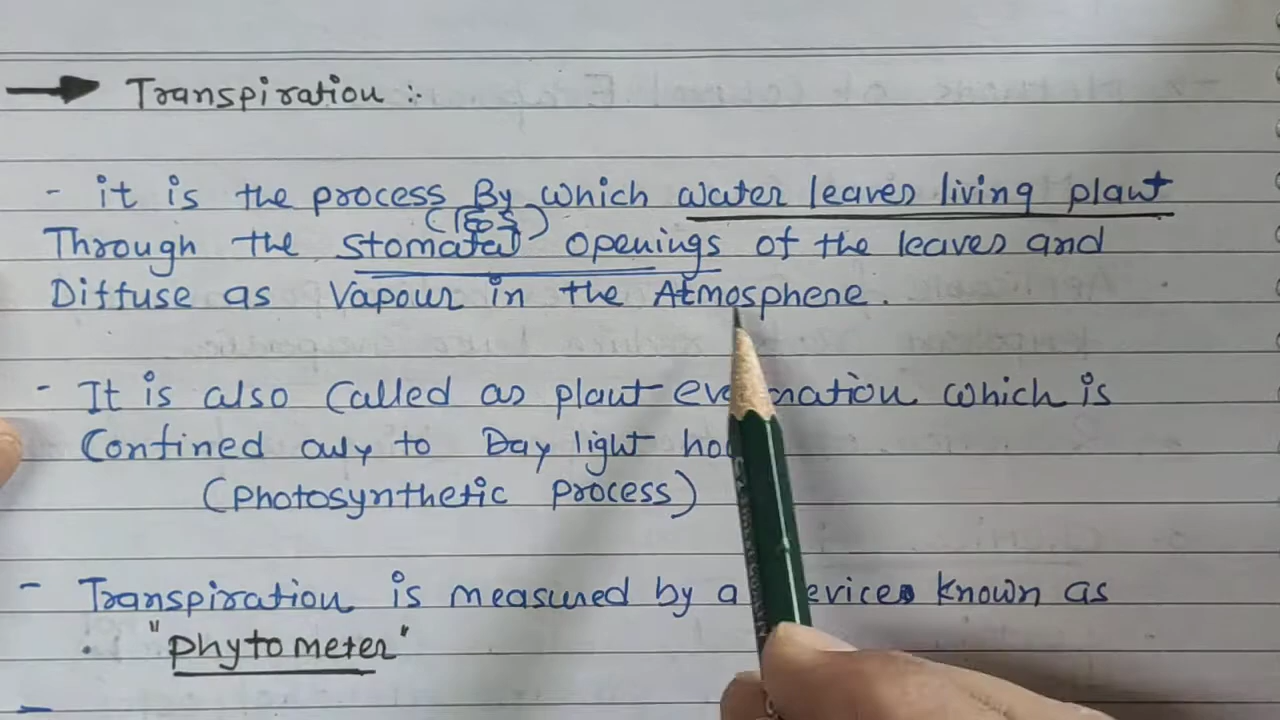 Transpiration :-
- it is the process By which water leaves living plant
(छिद्र)
Through the stomatal openings of the leaves and
Diffuse as Vapour in the Atmosphere.
- It is also Called as plant which is
Confined only to Day light
(Photosynthetic process)
- Transpiration is measured by a known as
"Phytometer"